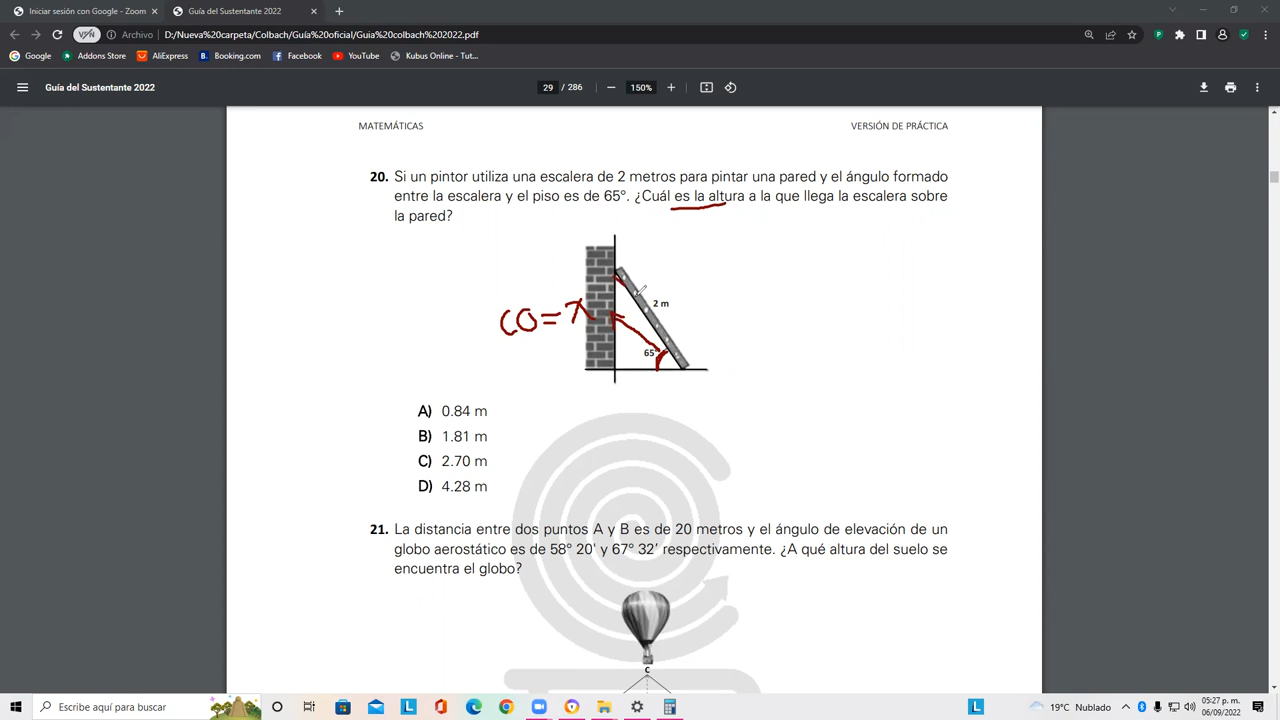 Iniciar sesión con Google - Zoom
Guía del Sustentante 2022
VPN
Archivo
D:/Nueva%20carpeta/Colbach/Guía%20oficial/Guia%20colbach%202022.pdf
Google
Addons Store
AliExpress
Booking.com
Facebook
YouTube
Kubus Online - Tut...
Guía del Sustentante 2022
29 / 286
150%
MATEMÁTICAS
VERSIÓN DE PRÁCTICA
20. Si un pintor utiliza una escalera de 2 metros para pintar una pared y el ángulo formado
entre la escalera y el piso es de 65°. ¿Cuál es la altura a la que llega la escalera sobre
la pared?
2 m
CO = x
65°
A) 0.84 m
B) 1.81 m
C) 2.70 m
D) 4.28 m
21. La distancia entre dos puntos A y B es de 20 metros y el ángulo de elevación de un
globo aerostático es de 58° 20' y 67° 32' respectivamente. ¿A qué altura del suelo se
encuentra el globo?
C
Escribe aquí para buscar
19°C Nublado
05:27 p. m.
06/09/2022